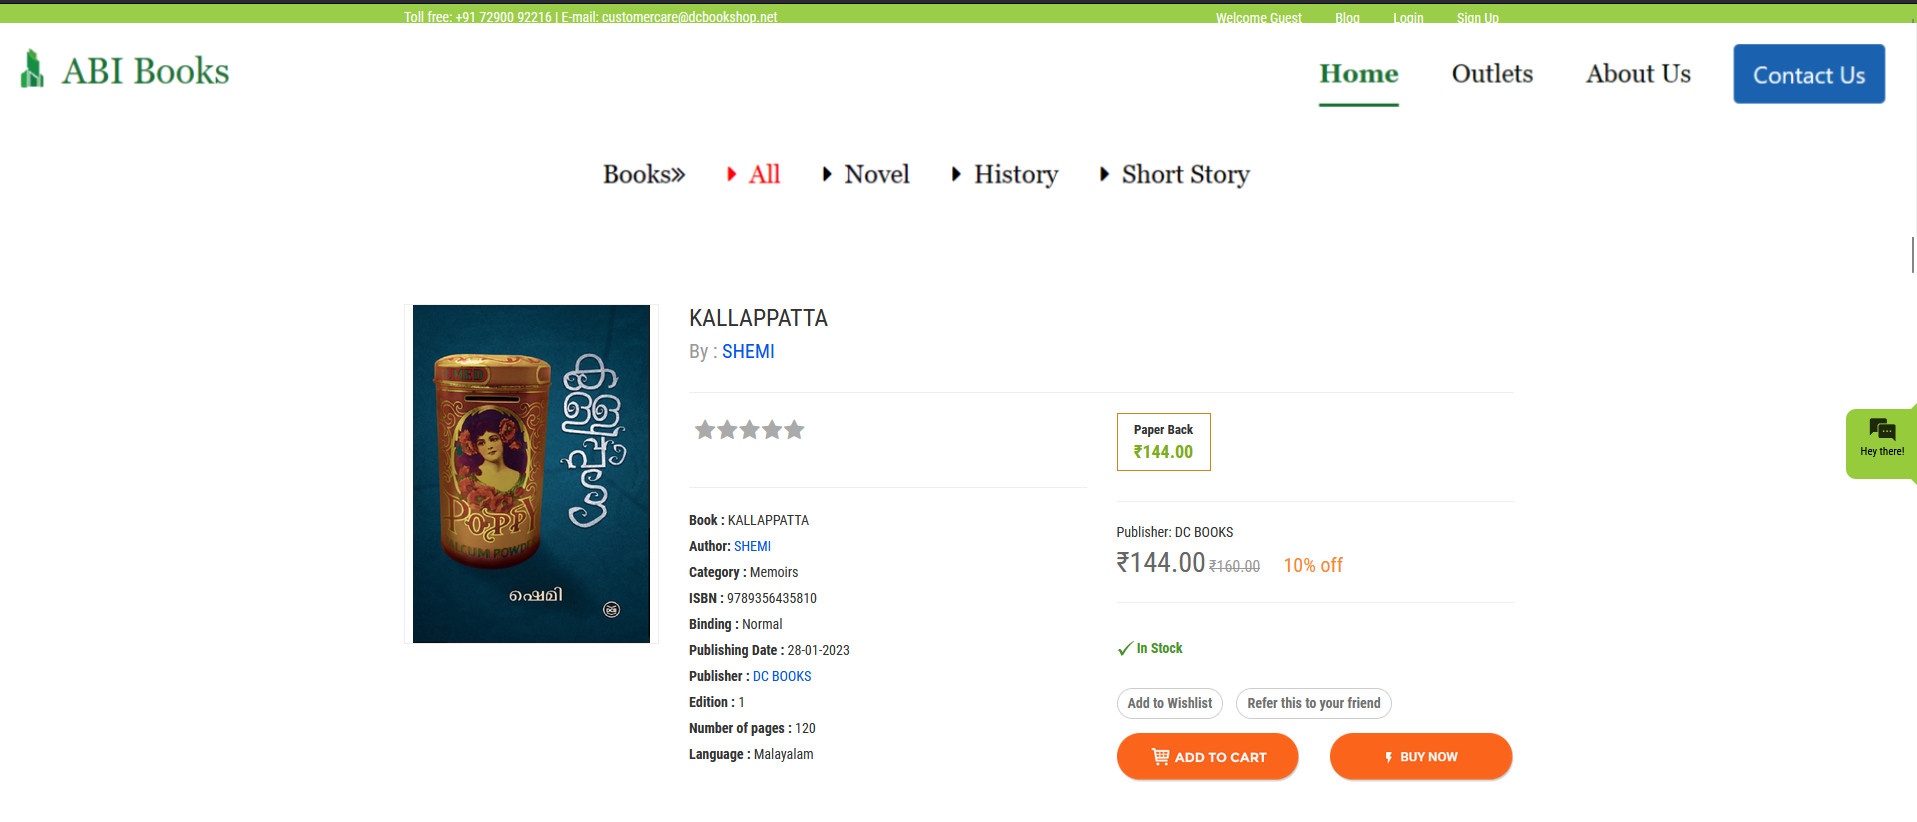 Toll free: +91 72900 92216 | E-mail: customercare@dcbookshop.net
Welcome Guest Blog Login Sign Up
ABI Books
Home Outlets About Us Contact Us
Books» All Novel History Short Story
കള്ളപ്പട്ട
POPPY
TALCUM POWDER
ഷെമി
DCB
KALLAPPATTA
By : SHEMI
Paper Back
₹144.00
Book : KALLAPPATTA
Author: SHEMI
Category : Memoirs
ISBN : 9789356435810
Binding : Normal
Publishing Date : 28-01-2023
Publisher : DC BOOKS
Edition : 1
Number of pages : 120
Language : Malayalam
Publisher: DC BOOKS
₹144.00 ₹160.00 10% off
In Stock
Add to Wishlist Refer this to your friend
ADD TO CART BUY NOW
Hey there!